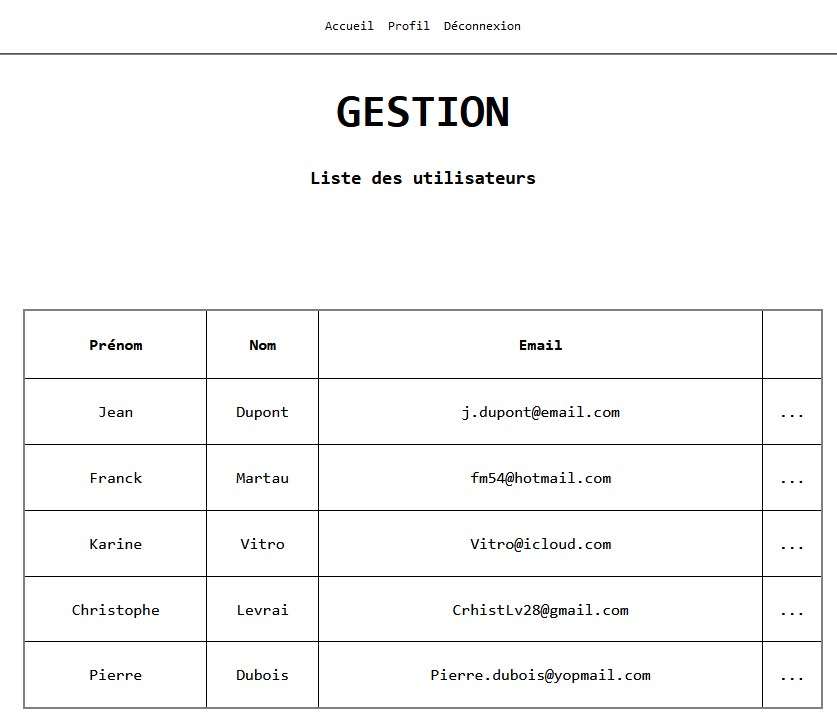 Accueil Profil Déconnexion
GESTION
Liste des utilisateurs
Prénom Nom Email
Jean Dupont j.dupont@email.com ...
Franck Martau fm54@hotmail.com ...
Karine Vitro Vitro@icloud.com ...
Christophe Levrai CrhistLv28@gmail.com ...
Pierre Dubois Pierre.dubois@yopmail.com ...